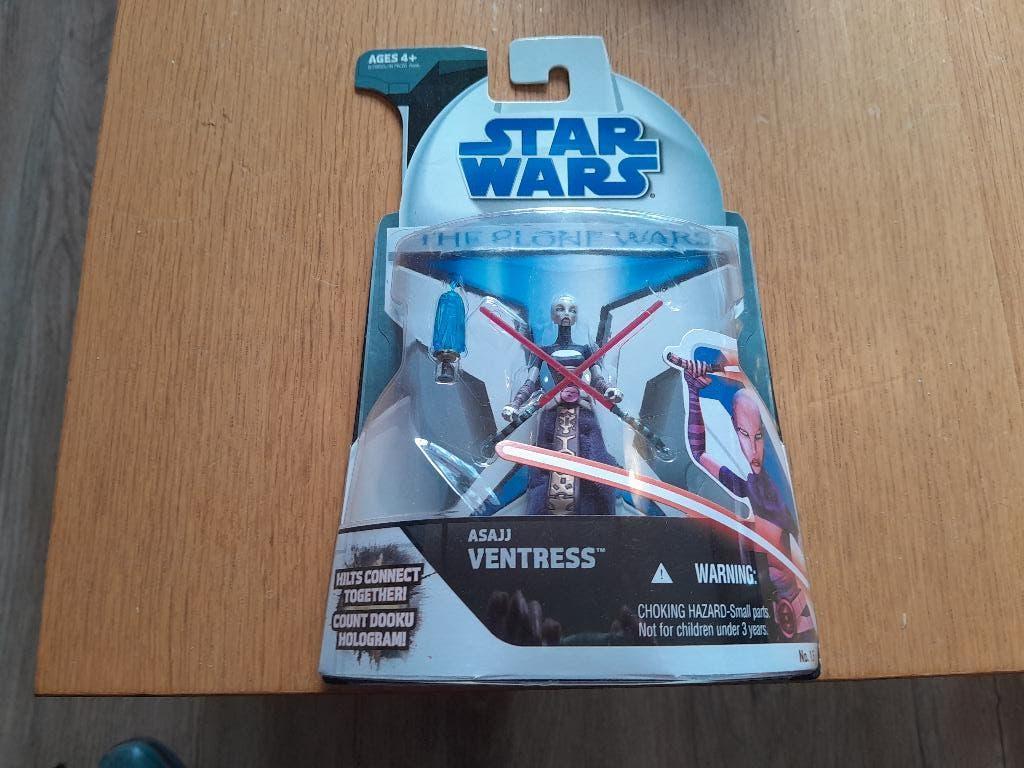 AGES 4+
STAR
WARS
THE CLONE WARS
ASAJJ
VENTRESS™
HILTS CONNECT
TOGETHER!
COUNT DOOKU
HOLOGRAM!
WARNING:
CHOKING HAZARD-Small parts.
Not for children under 3 years.
No.